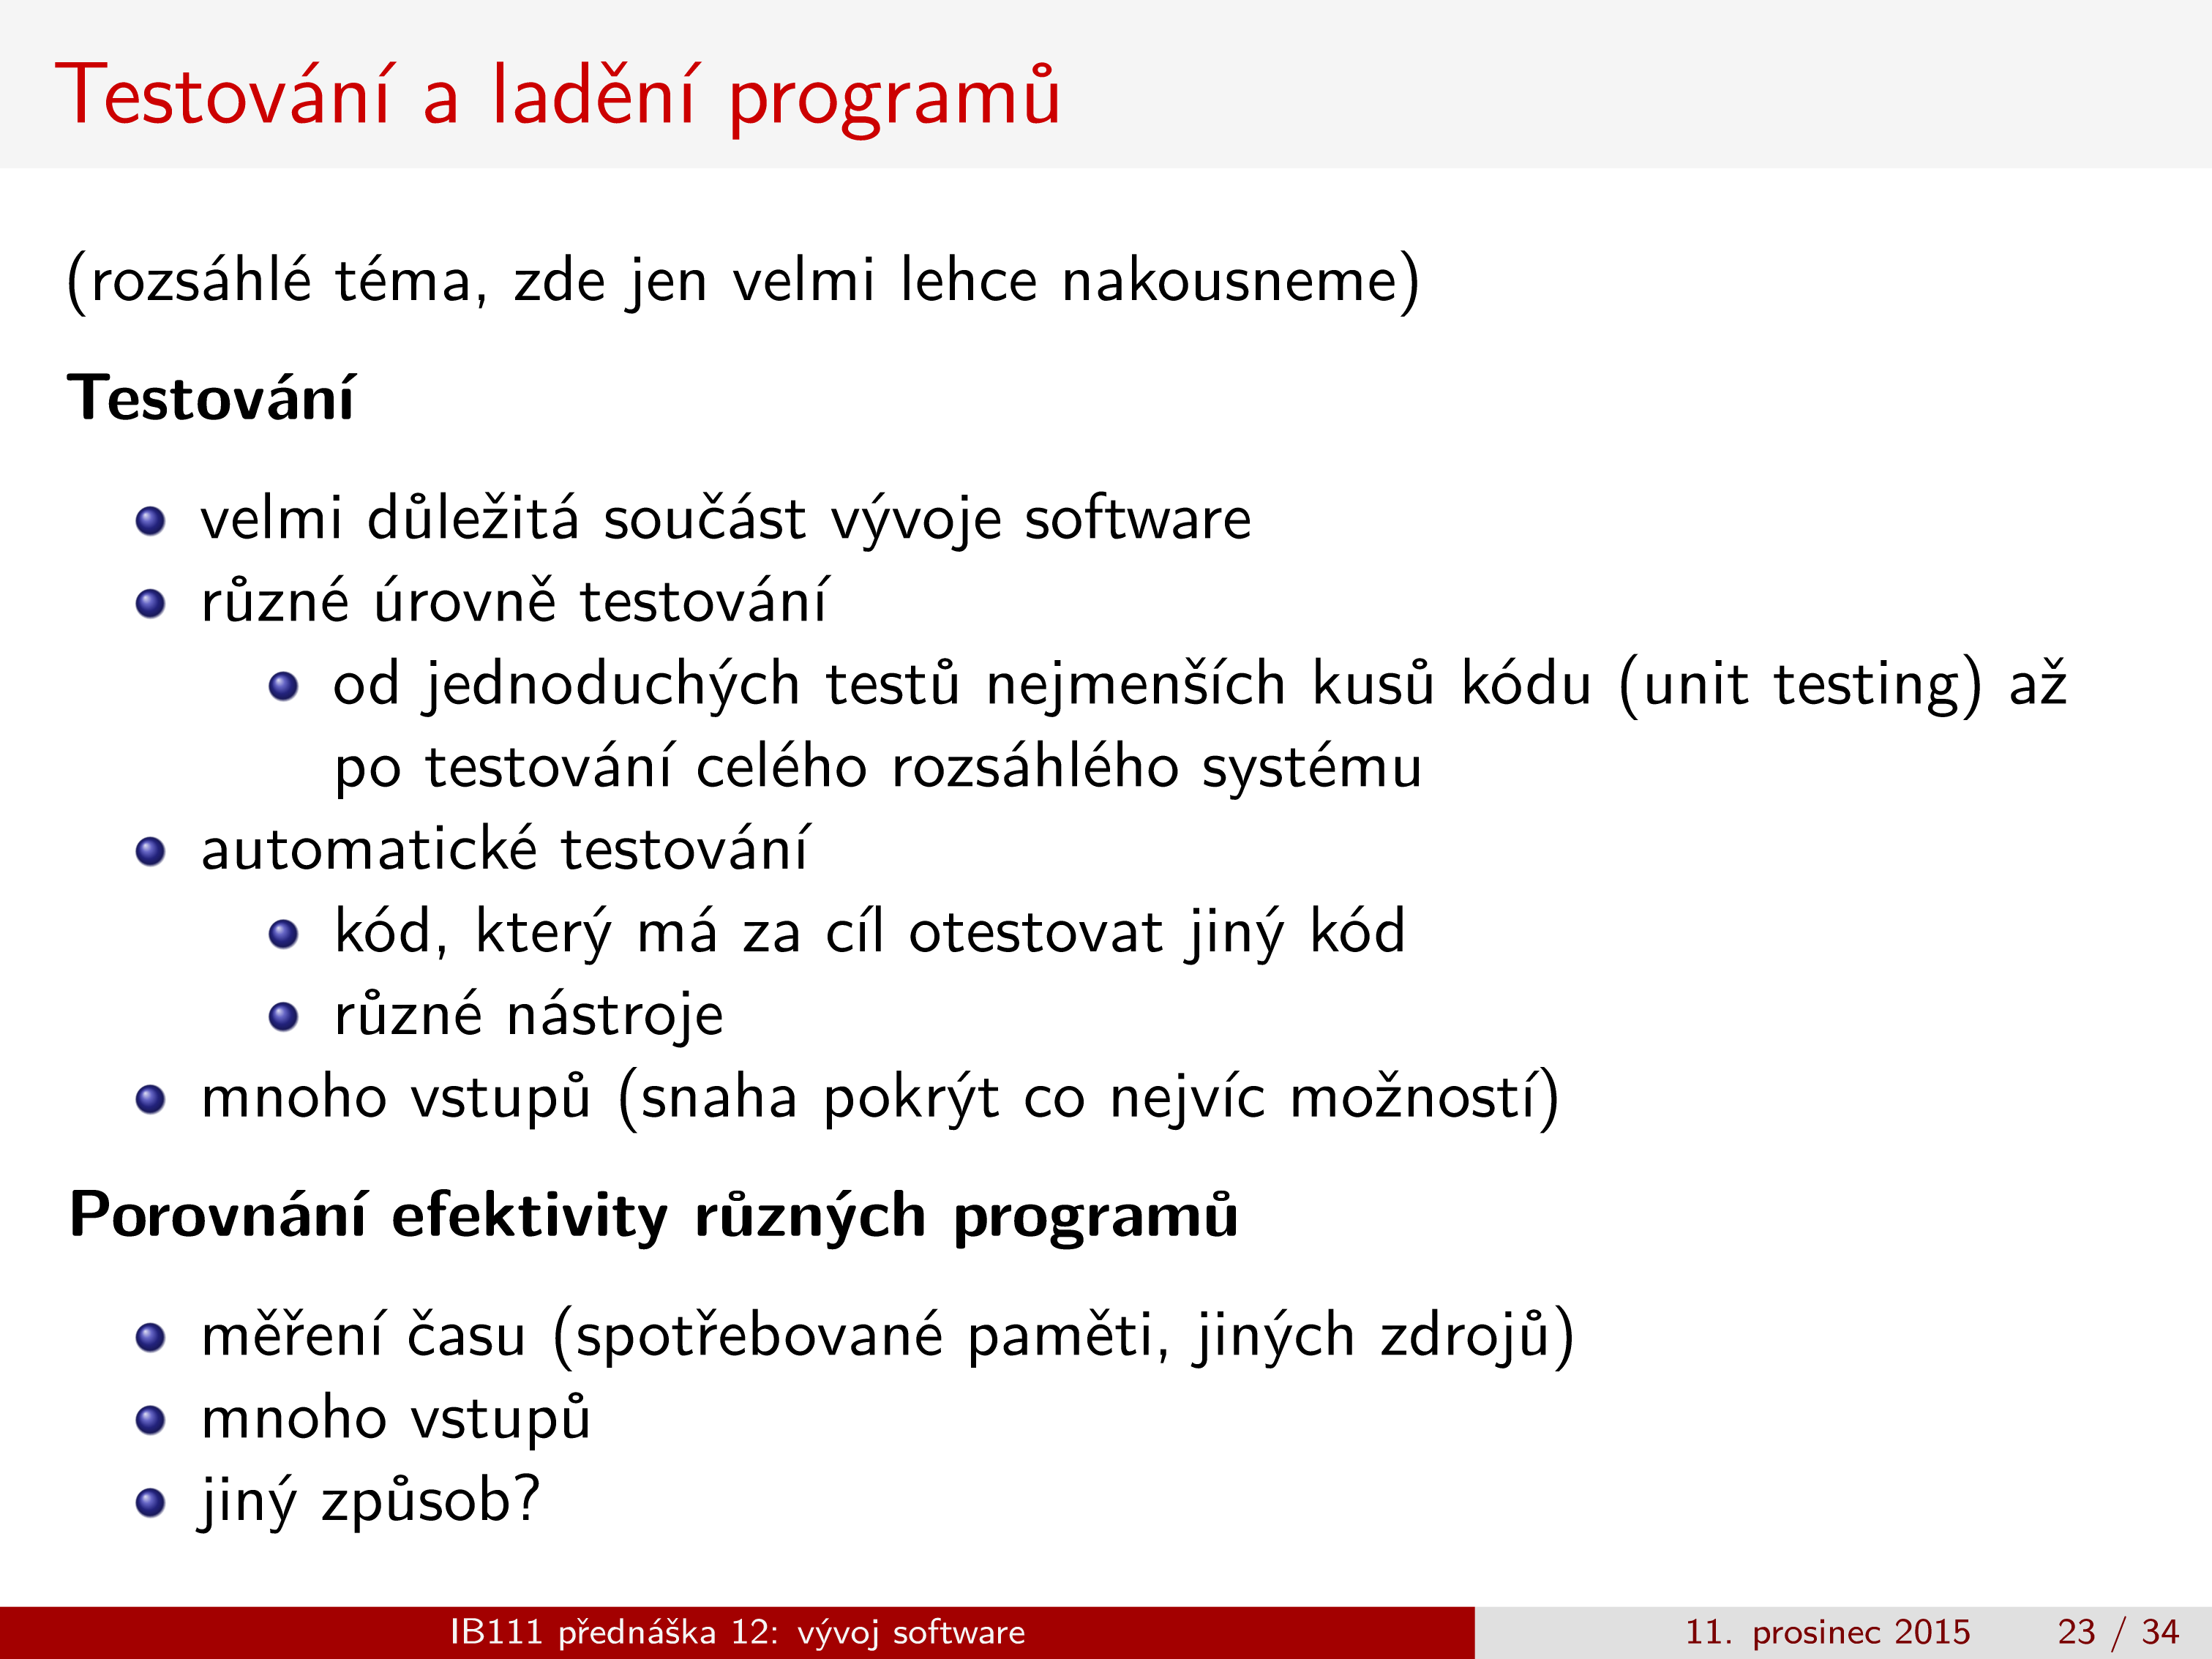 Testování a ladění programů
(rozsáhlé téma, zde jen velmi lehce nakousneme)
Testování
velmi důležitá součást vývoje software
různé úrovně testování
od jednoduchých testů nejmenších kusů kódu (unit testing) až
po testování celého rozsáhlého systému
automatické testování
kód, který má za cíl otestovat jiný kód
různé nástroje
mnoho vstupů (snaha pokrýt co nejvíc možností)
Porovnání efektivity různých programů
měření času (spotřebované paměti, jiných zdrojů)
mnoho vstupů
jiný způsob?
IB111 přednáška 12: vývoj software 11. prosinec 2015 23 / 34